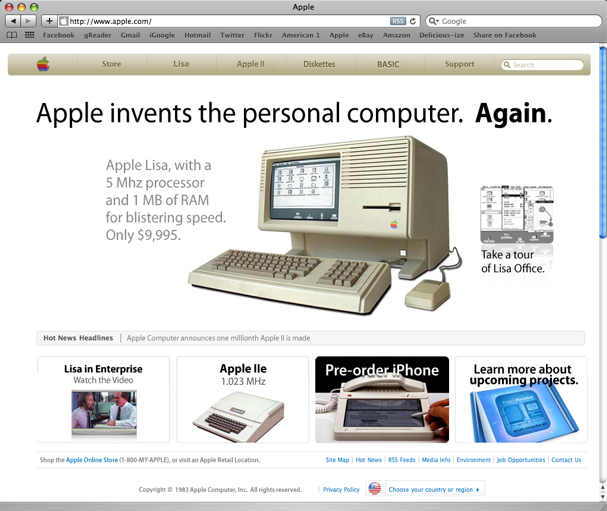 Apple
http://www.apple.com/
RSS
Google
Facebook gReader Gmail iGoogle Hotmail Twitter Flickr American 1 Apple eBay Amazon Delicious-ize Share on Facebook
Store Lisa Apple II Diskettes BASIC Support Search
Apple invents the personal computer. Again.
Apple Lisa, with a
5 Mhz processor
and 1 MB of RAM
for blistering speed.
Only $9,995.
Take a tour
of Lisa Office.
Hot News Headlines Apple Computer announces one millionth Apple II is made
Lisa in Enterprise
Watch the Video
Apple IIe
1.023 MHz
Pre-order iPhone
Learn more about
upcoming projects.
Shop the Apple Online Store (1-800-MY-APPLE), or visit an Apple Retail Location.
Site Map Hot News RSS Feeds Media Info Environment Job Opportunities Contact Us
Copyright © 1983 Apple Computer, Inc. All rights reserved. Privacy Policy Choose your country or region